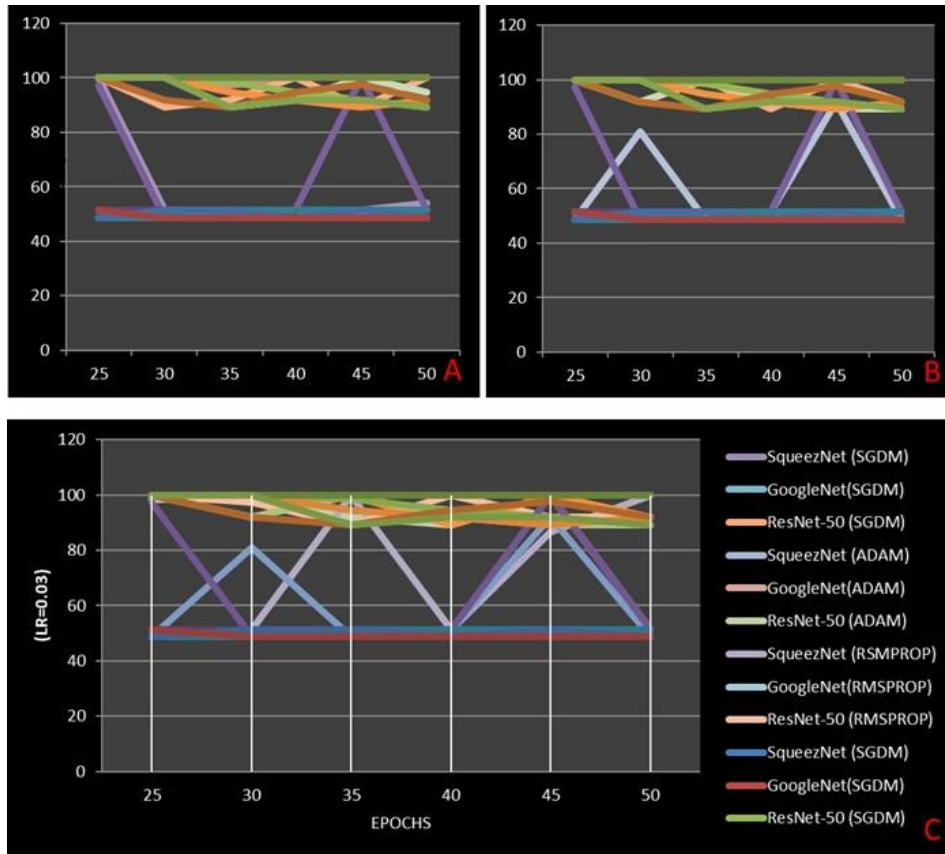 120
100
80
60
40
20
0
25 30 35 40 45 50
A
120
100
80
60
40
20
0
25 30 35 40 45 50
B
120
100
80
60
40
20
0
(LR=0.03)
25 30 35 40 45 50
EPOCHS
SqueezNet (SGDM)
GoogleNet(SGDM)
ResNet-50 (SGDM)
SqueezNet (ADAM)
GoogleNet(ADAM)
ResNet-50 (ADAM)
SqueezNet (RSMPROP)
GoogleNet(RMSPROP)
ResNet-50 (RMSPROP)
SqueezNet (SGDM)
GoogleNet(SGDM)
ResNet-50 (SGDM)
C